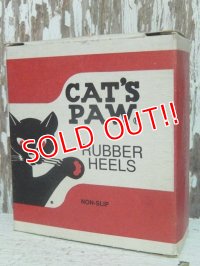 CAT'S
PAW
SOLD OUT!!
RUBBER
HEELS
NON-SLIP